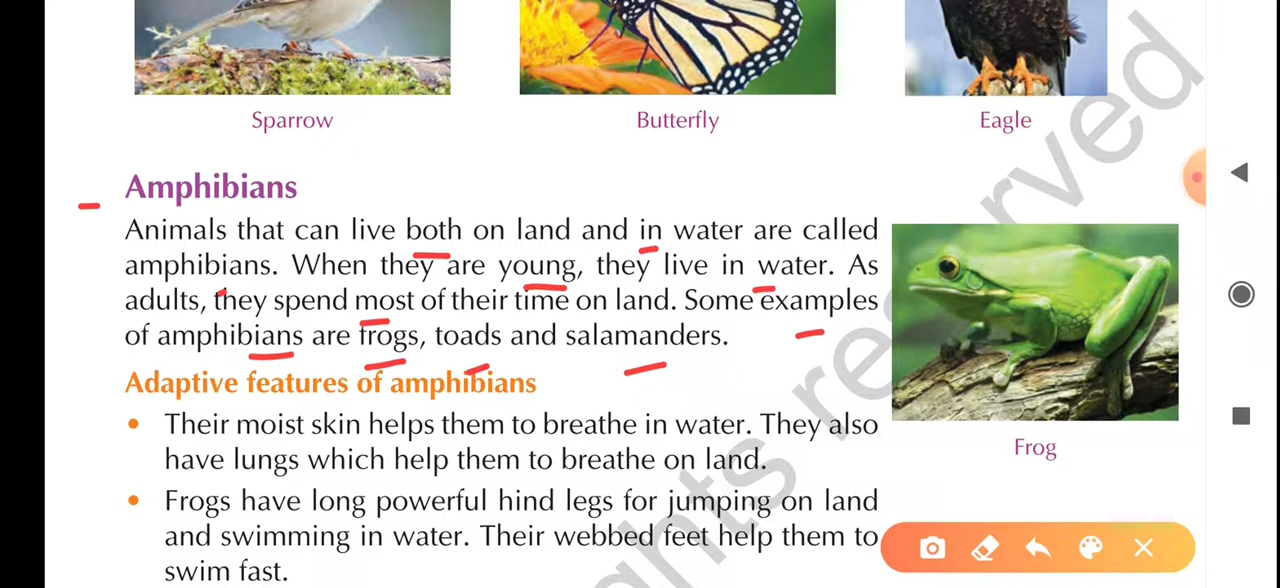 Sparrow
Butterfly
Eagle
Amphibians
Animals that can live both on land and in water are called
amphibians. When they are young, they live in water. As
adults, they spend most of their time on land. Some examples
of amphibians are frogs, toads and salamanders.
Adaptive features of amphibians
• Their moist skin helps them to breathe in water. They also
have lungs which help them to breathe on land.
• Frogs have long powerful hind legs for jumping on land
and swimming in water. Their webbed feet help them to
swim fast.
Frog
ghts reserved